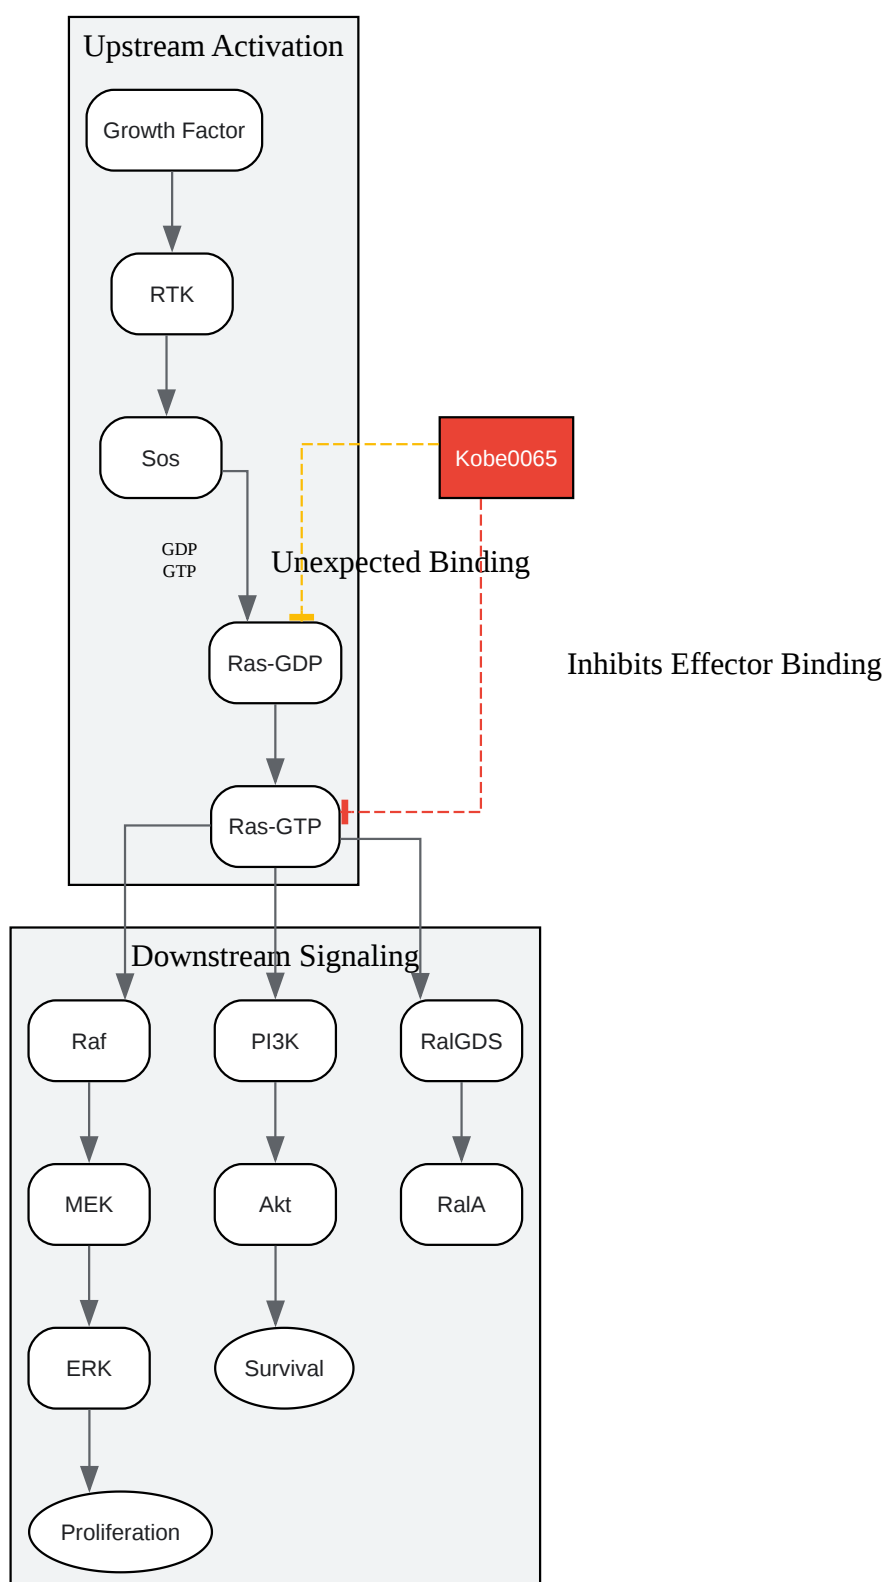 Upstream Activation
Growth Factor
RTK
Sos
Kobe0065
GDP
GTP
Unexpected Binding
Ras-GDP
Inhibits Effector Binding
Ras-GTP
Downstream Signaling
Raf
PI3K
RalGDS
MEK
Akt
RalA
ERK
Survival
Proliferation